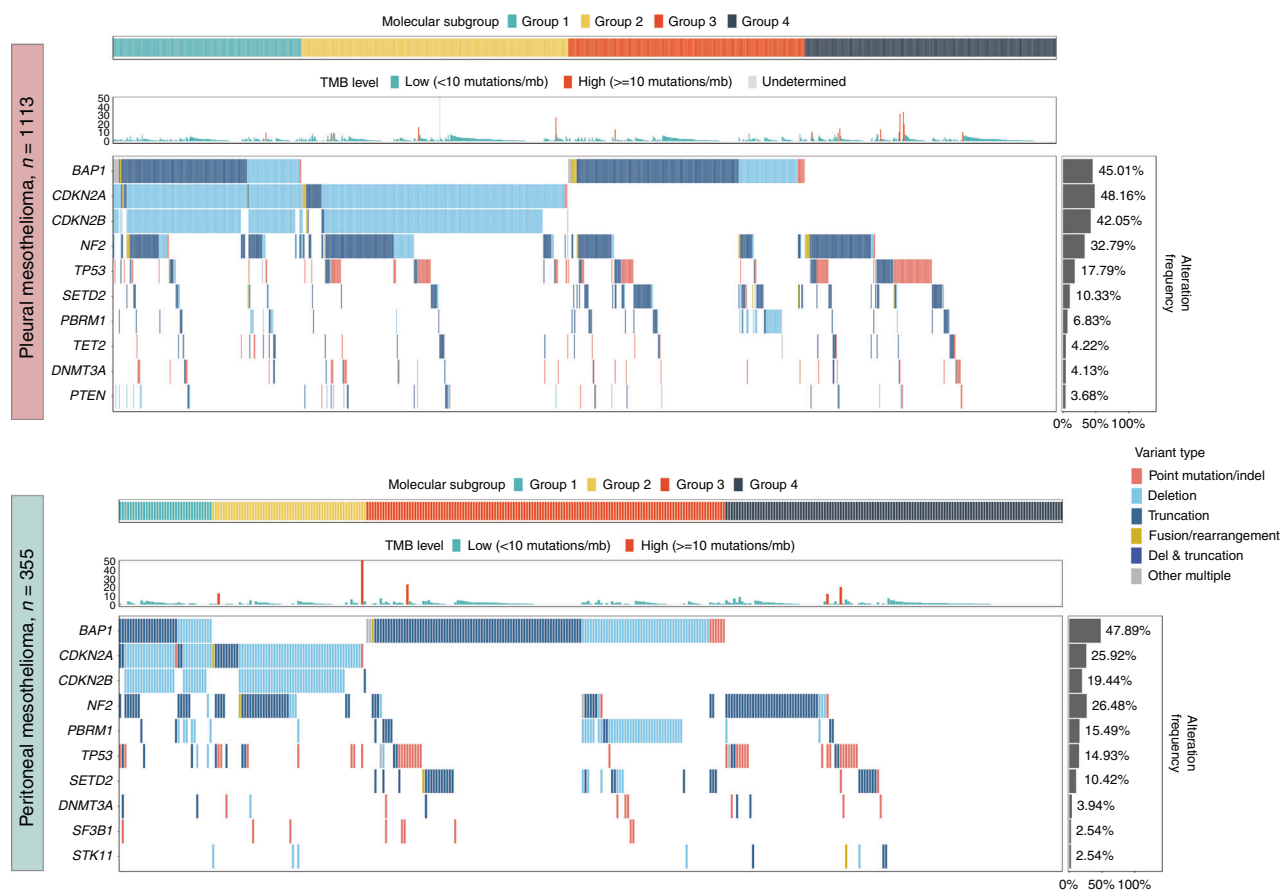 Molecular subgroup Group 1 Group 2 Group 3 Group 4
TMB level Low (<10 mutations/mb) High (>=10 mutations/mb) Undetermined
Pleural mesothelioma, n = 1113
50
40
30
20
10
0
BAP1 45.01%
CDKN2A 48.16%
CDKN2B 42.05%
NF2 32.79%
TP53 17.79%
SETD2 10.33%
PBRM1 6.83%
TET2 4.22%
DNMT3A 4.13%
PTEN 3.68%
Alteration
frequency
0% 50% 100%
Variant type
Point mutation/indel
Deletion
Truncation
Fusion/rearrangement
Del & truncation
Other multiple
Molecular subgroup Group 1 Group 2 Group 3 Group 4
TMB level Low (<10 mutations/mb) High (>=10 mutations/mb)
Peritoneal mesothelioma, n = 355
50
40
30
20
10
0
BAP1 47.89%
CDKN2A 25.92%
CDKN2B 19.44%
NF2 26.48%
PBRM1 15.49%
TP53 14.93%
SETD2 10.42%
DNMT3A 3.94%
SF3B1 2.54%
STK11 2.54%
Alteration
frequency
0% 50% 100%